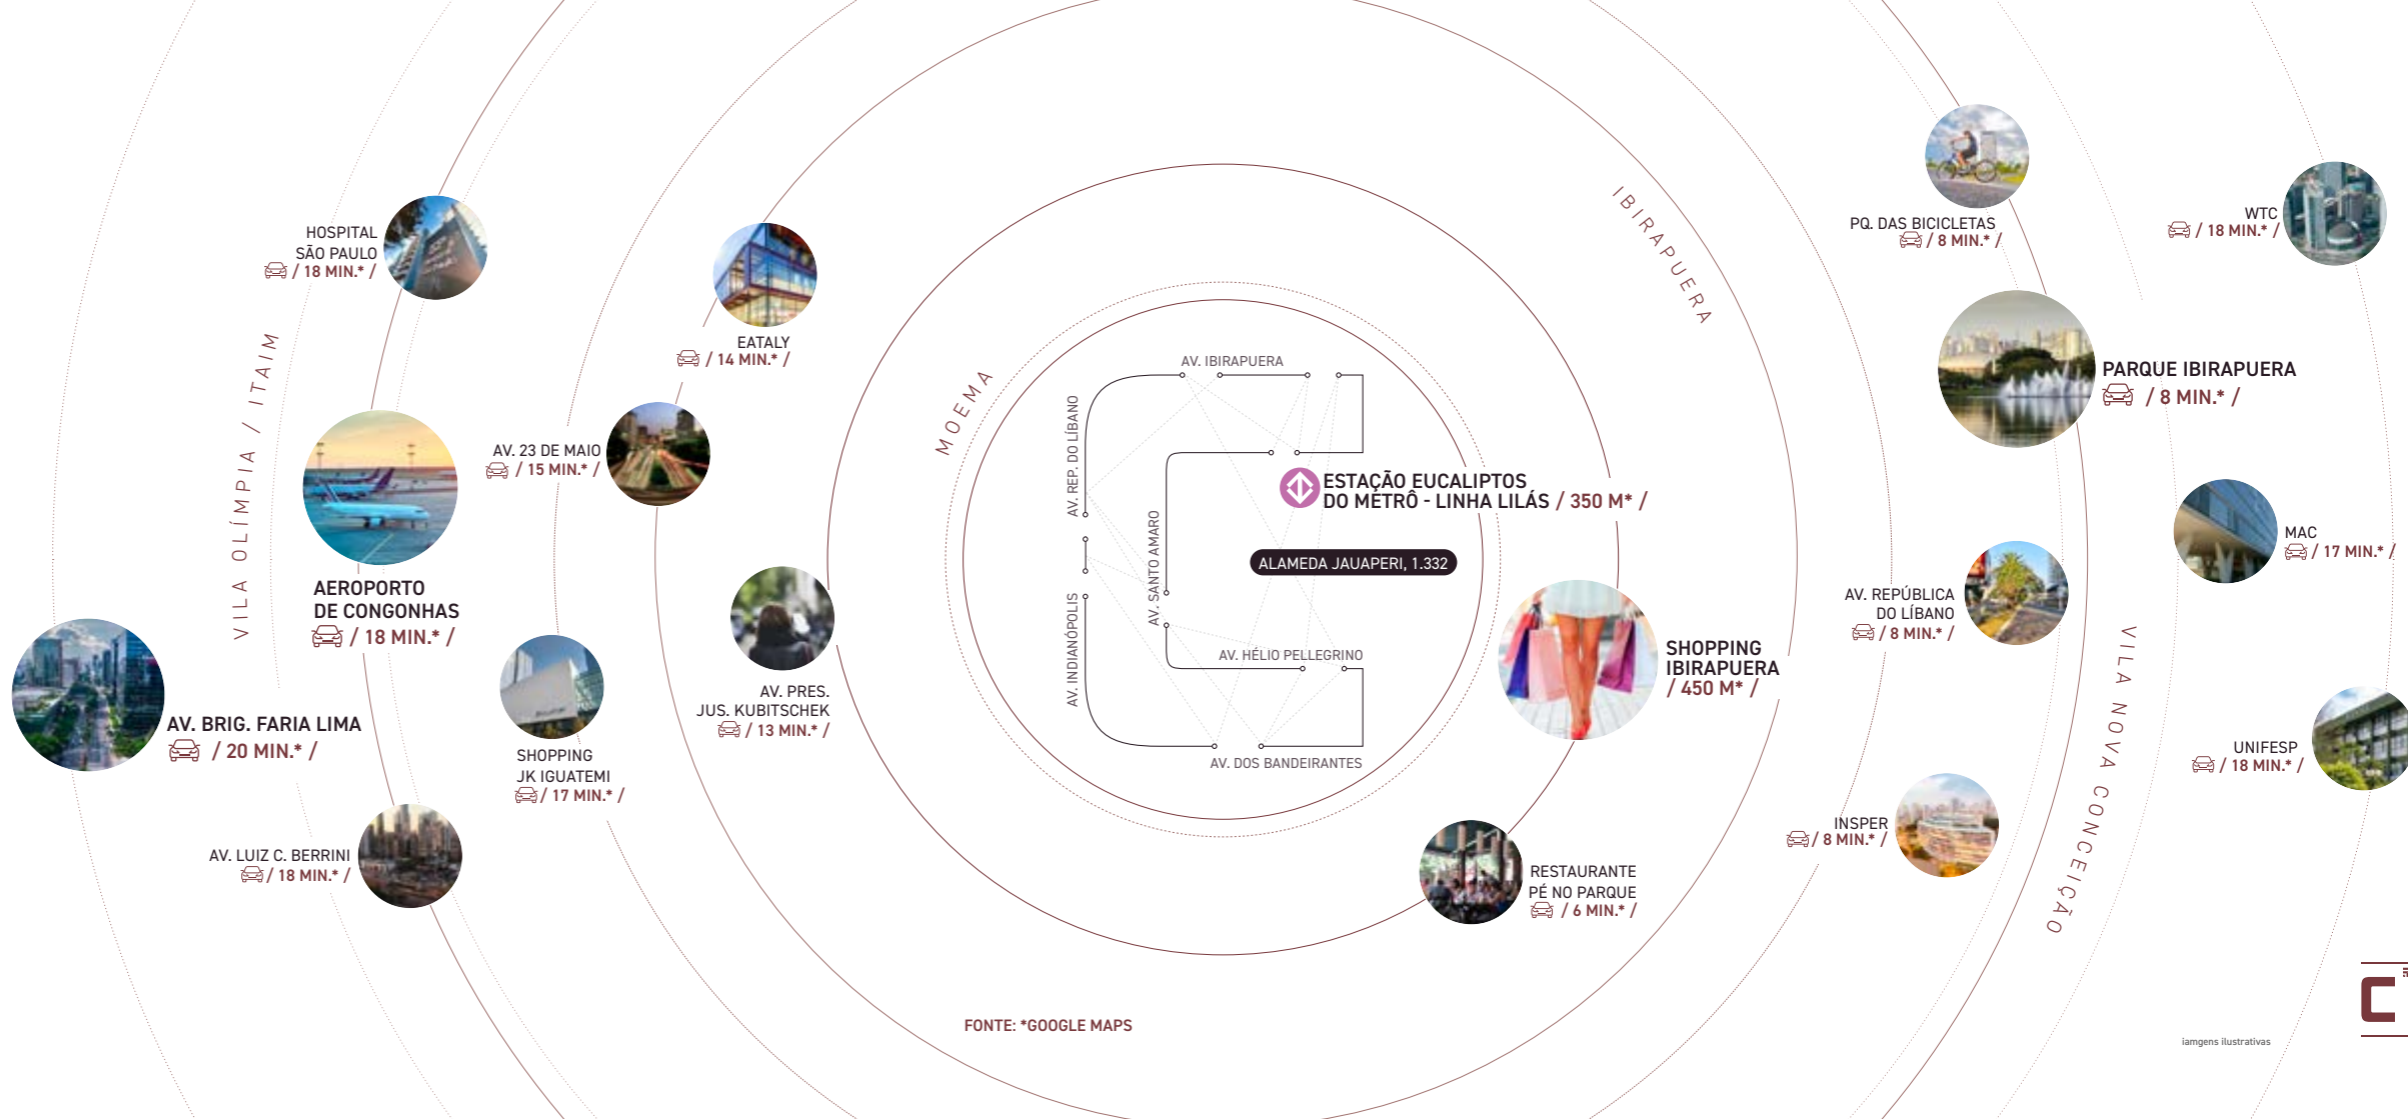 HOSPITAL
SÃO PAULO
/ 18 MIN.* /
VILA OLÍMPIA / ITAIM
AEROPORTO
DE CONGONHAS
/ 18 MIN.* /
AV. BRIG. FARIA LIMA
/ 20 MIN.* /
AV. LUIZ C. BERRINI
/ 18 MIN.* /
EATALY
/ 14 MIN.* /
AV. 23 DE MAIO
/ 15 MIN.* /
AV. PRES.
JUS. KUBITSCHEK
/ 13 MIN.* /
SHOPPING
JK IGUATEMI
/ 17 MIN.* /
MOEMA
AV. IBIRAPUERA
AV. REP. DO LÍBANO
AV. SANTO AMARO
AV. INDIANÓPOLIS
AV. HÉLIO PELLEGRINO
AV. DOS BANDEIRANTES
ESTAÇÃO EUCALIPTOS
DO METRÔ - LINHA LILÁS / 350 M* /
ALAMEDA JAUAPERI, 1.332
IBIRAPUERA
SHOPPING
IBIRAPUERA
/ 450 M* /
RESTAURANTE
PÉ NO PARQUE
/ 6 MIN.* /
PQ. DAS BICICLETAS
/ 8 MIN.* /
PARQUE IBIRAPUERA
/ 8 MIN.* /
AV. REPÚBLICA
DO LÍBANO
/ 8 MIN.* /
INSPER
/ 8 MIN.* /
VILA NOVA CONCEIÇÃO
WTC
/ 18 MIN.* /
MAC
/ 17 MIN.* /
UNIFESP
/ 18 MIN.* /
FONTE: *GOOGLE MAPS
iamgens ilustrativas